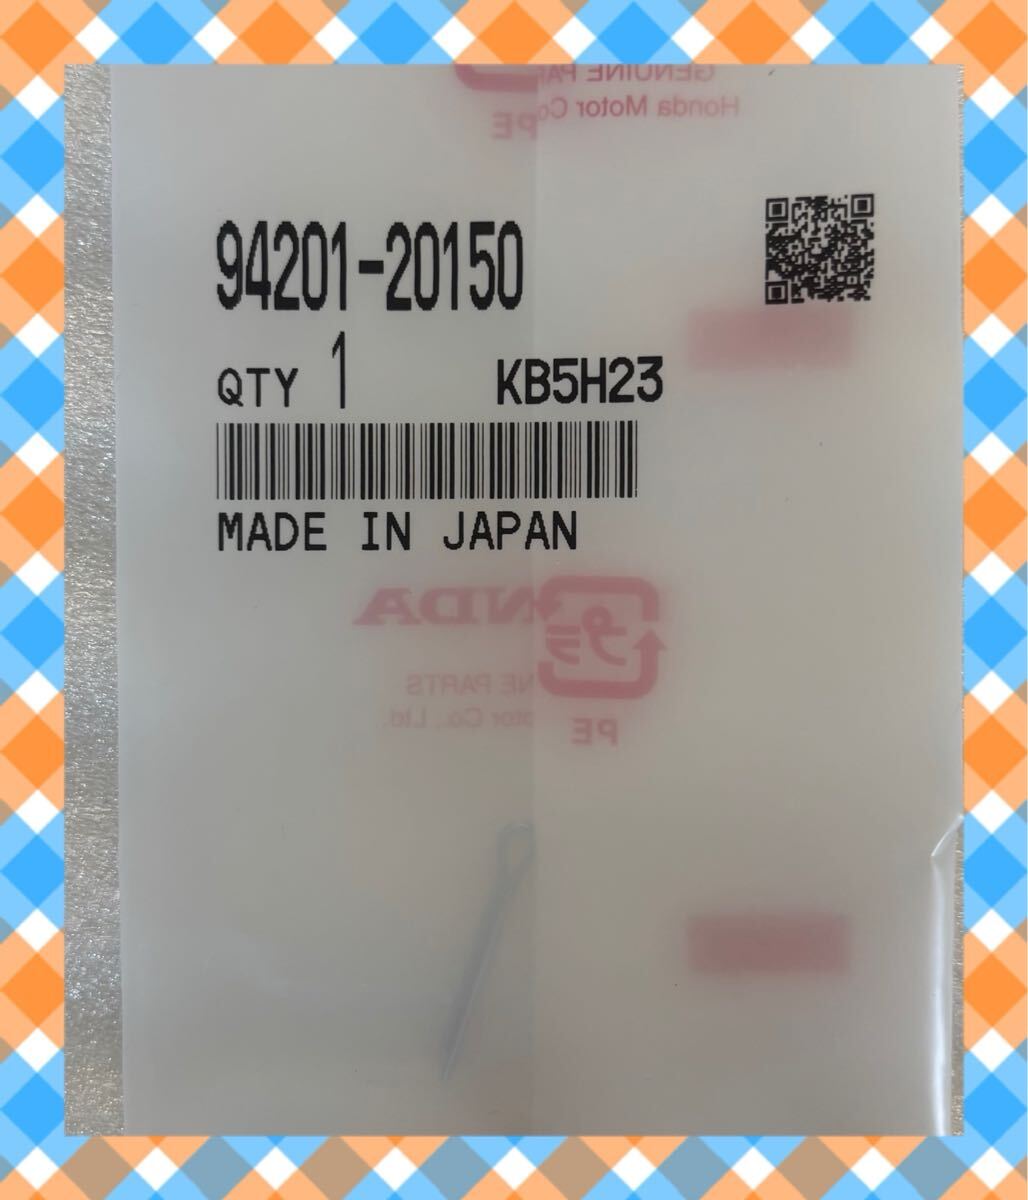 GENUINE PA
Honda Motor Co
PE
94201-20150
QTY 1 KB5H23
MADE IN JAPAN
NDA
プラ
NE PARTS
otor Co., Ltd.
PE